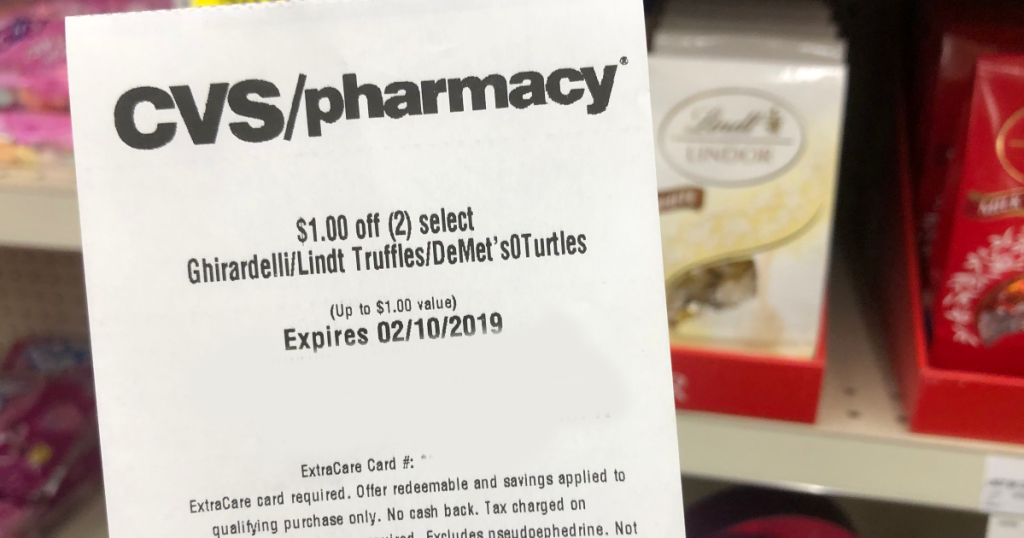 CVS/pharmacy®
$1.00 off (2) select
Ghirardelli/Lindt Truffles/DeMet's0Turtles
(Up to $1.00 value)
Expires 02/10/2019
ExtraCare Card #:
ExtraCare card required. Offer redeemable and savings applied to
qualifying purchase only. No cash back. Tax charged on
Excludes pseudoephedrine. Not
Lindt
LINDOR